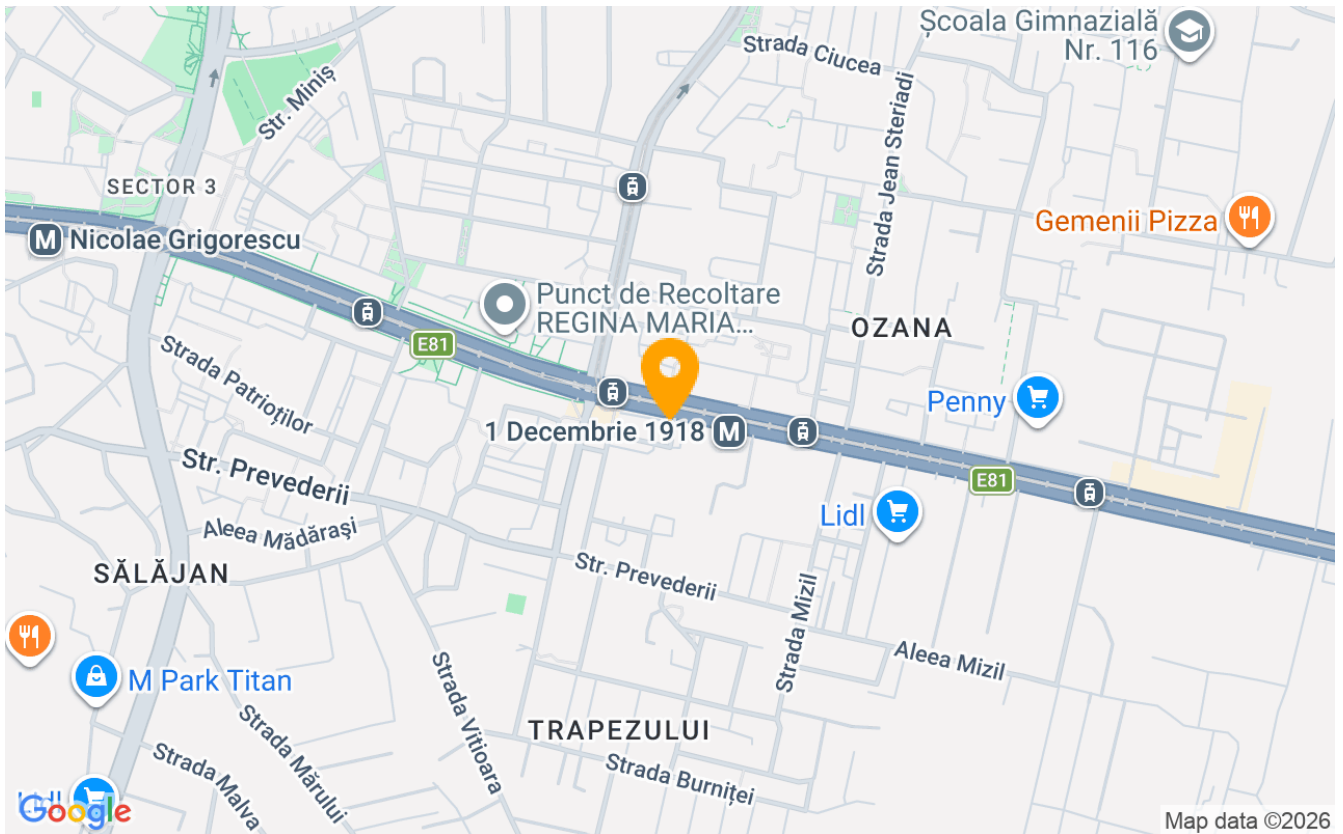 Școala Gimnazială
Nr. 116
Strada Ciucea
Str. Miniș
Strada Jean Steriadi
SECTOR 3
Gemenii Pizza
M Nicolae Grigorescu
Punct de Recoltare
REGINA MARIA...
OZANA
E81
Strada Patrioților
Penny
1 Decembrie 1918 M
Str. Prevederii
E81
Lidl
Aleea Mădărași
SĂLĂJAN
Str. Prevederii
Strada Mizil
Aleea Mizil
M Park Titan
Strada Vitioara
TRAPEZULUI
Strada Mărului
Strada Burniței
Strada Malva
Lidl
Google
Map data ©2026